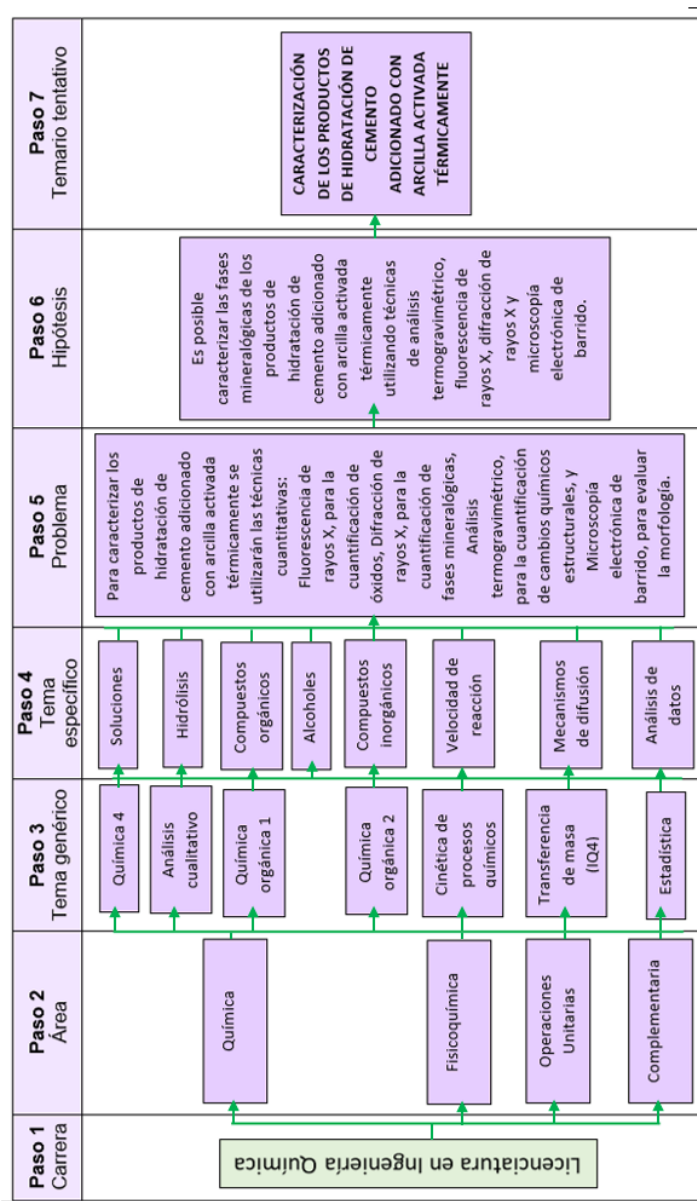 Paso 1
Carrera
Licenciatura en Ingeniería Química
Paso 2
Área
Química
Fisicoquímica
Operaciones
Unitarias
Complementaria
Paso 3
Tema genérico
Química 4
Análisis
cualitativo
Química
orgánica 1
Química
orgánica 2
Cinética de
procesos
químicos
Transferencia
de masa
(IQ4)
Estadística
Paso 4
Tema
específico
Soluciones
Hidrólisis
Compuestos
orgánicos
Alcoholes
Compuestos
inorgánicos
Velocidad de
reacción
Mecanismos
de difusión
Análisis de
datos
Paso 5
Problema
Para caracterizar los
productos de
hidratación de
cemento adicionado
con arcilla activada
térmicamente se
utilizarán las técnicas
cuantitativas:
Fluorescencia de
rayos X, para la
cuantificación de
óxidos, Difracción de
rayos X, para la
cuantificación de
fases mineralógicas,
Análisis
termogravimétrico,
para la cuantificación
de cambios químicos
estructurales, y
Microscopía
electrónica de
barrido, para evaluar
la morfología.
Paso 6
Hipótesis
Es posible
caracterizar las fases
mineralógicas de los
productos de
hidratación de
cemento adicionado
con arcilla activada
térmicamente
utilizando técnicas
de análisis
termogravimétrico,
fluorescencia de
rayos X, difracción de
rayos X y
microscopía
electrónica de
barrido.
Paso 7
Temario tentativo
CARACTERIZACIÓN
DE LOS PRODUCTOS
DE HIDRATACIÓN DE
CEMENTO
ADICIONADO CON
ARCILLA ACTIVADA
TÉRMICAMENTE